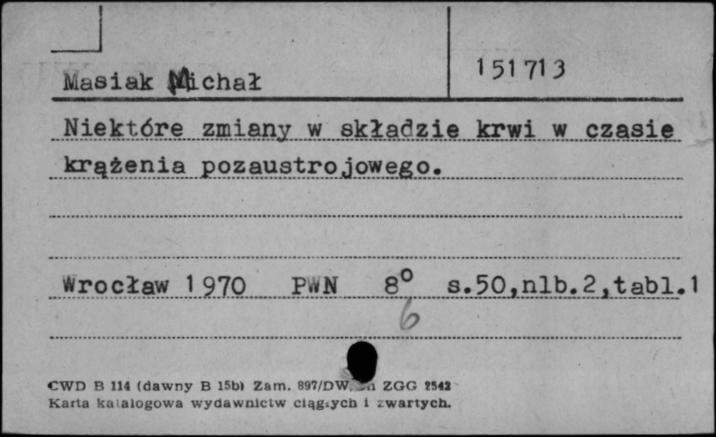 Masiak Michał 151713
Niektóre zmiany w składzie krwi w czasie
krążenia pozaustrojowego.
Wrocław 1970 PWN 8° s.50,nlb.2,tabl.1
6
CWD B 114 (dawny B 15b) Zam. 897/DW. ZGG 2542
Karta katalogowa wydawnictw ciągłych i zwartych.